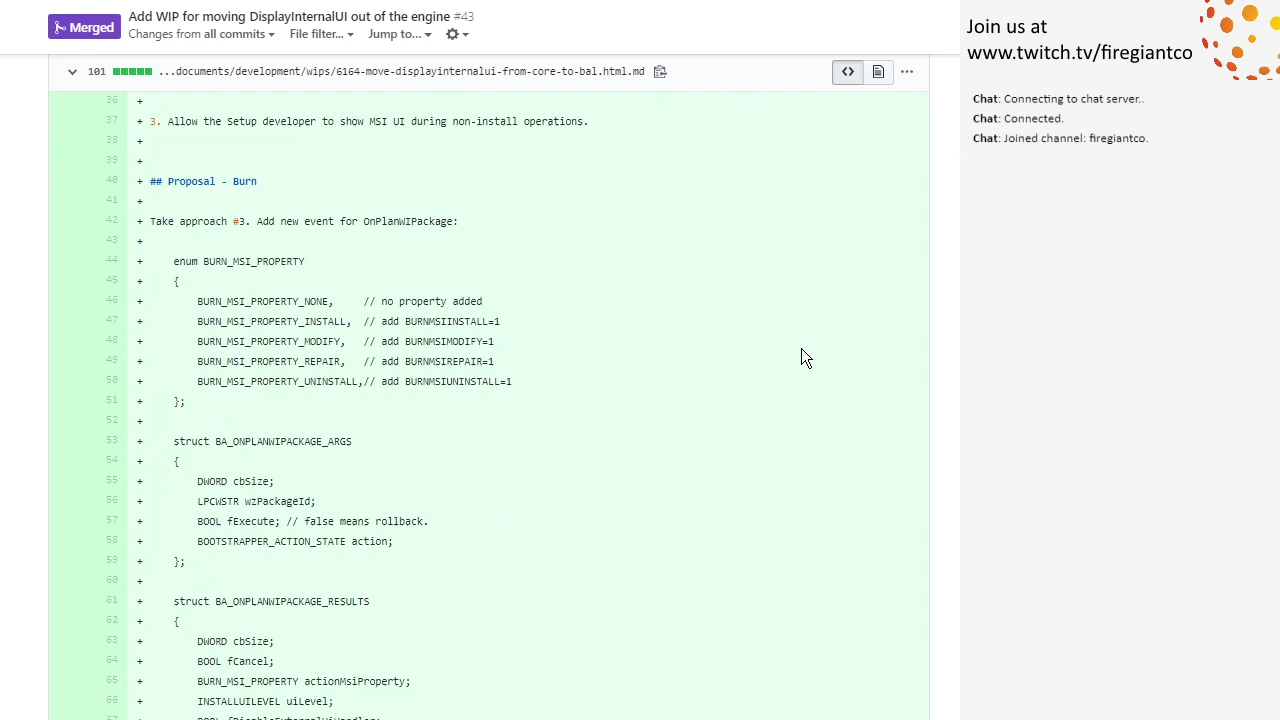 Merged
Add WIP for moving DisplayInternalUI out of the engine #43
Changes from all commits File filter... Jump to...
101 ...documents/development/wips/6164-move-displayinternalui-from-core-to-bal.html.md
36 +
37 + 3. Allow the Setup developer to show MSI UI during non-install operations.
38 +
39 +
40 + ## Proposal - Burn
41 +
42 + Take approach #3. Add new event for OnPlanWIPackage:
43 +
44 + enum BURN_MSI_PROPERTY
45 + {
46 + BURN_MSI_PROPERTY_NONE, // no property added
47 + BURN_MSI_PROPERTY_INSTALL, // add BURNMSIINSTALL=1
48 + BURN_MSI_PROPERTY_MODIFY, // add BURNMSIMODIFY=1
49 + BURN_MSI_PROPERTY_REPAIR, // add BURNMSIREPAIR=1
50 + BURN_MSI_PROPERTY_UNINSTALL,// add BURNMSIUNINSTALL=1
51 + };
52 +
53 + struct BA_ONPLANWIPACKAGE_ARGS
54 + {
55 + DWORD cbSize;
56 + LPCWSTR wzPackageId;
57 + BOOL fExecute; // false means rollback.
58 + BOOTSTRAPPER_ACTION_STATE action;
59 + };
60 +
61 + struct BA_ONPLANWIPACKAGE_RESULTS
62 + {
63 + DWORD cbSize;
64 + BOOL fCancel;
65 + BURN_MSI_PROPERTY actionMsiProperty;
66 + INSTALLUILEVEL uiLevel;
67 + BOOL fDisableExternalUiHandler;
Join us at
www.twitch.tv/firegiantco
Chat: Connecting to chat server..
Chat: Connected.
Chat: Joined channel: firegiantco.